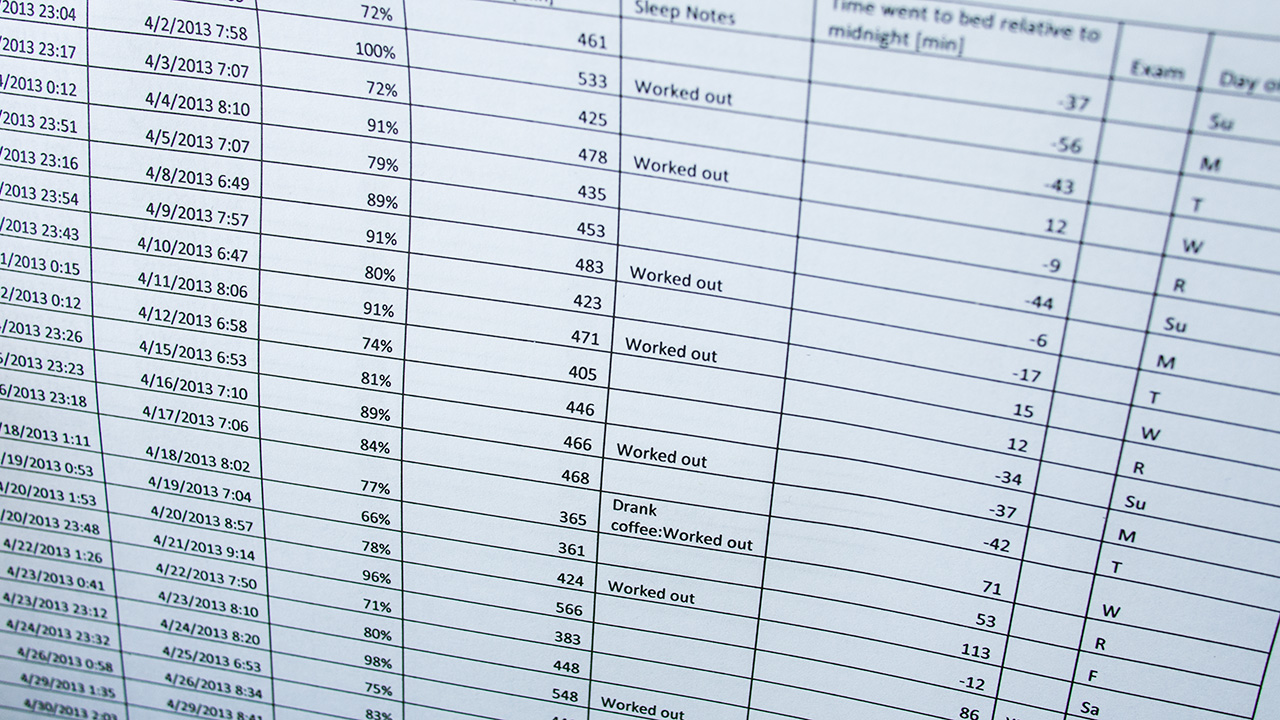 Sleep Notes
Time went to bed relative to
midnight [min]
Exam
Day
72% 461 -37 Su
/2013 23:04 4/2/2013 7:58 100% 533 Worked out -56 M
/2013 23:17 4/3/2013 7:07 72% 425 -43 T
/2013 0:12 4/4/2013 8:10 91% 478 Worked out 12 W
/2013 23:51 4/5/2013 7:07 79% 435 -9 R
/2013 23:16 4/8/2013 6:49 89% 453 -44 Su
/2013 23:54 4/9/2013 7:57 91% 483 Worked out -6 M
/2013 23:43 4/10/2013 6:47 80% 423 -17 T
1/2013 0:15 4/11/2013 8:06 91% 471 Worked out 15 W
2/2013 0:12 4/12/2013 6:58 74% 405 12 R
/2013 23:26 4/15/2013 6:53 81% 446 -34 Su
5/2013 23:23 4/16/2013 7:10 89% 466 Worked out -37 M
6/2013 23:18 4/17/2013 7:06 84% 468 -42 T
/18/2013 1:11 4/18/2013 8:02 77% 365 Drank
coffee:Worked out 71 W
/19/2013 0:53 4/19/2013 7:04 66% 361 53 R
4/20/2013 1:53 4/20/2013 8:57 78% 424 Worked out 113 F
/20/2013 23:48 4/21/2013 9:14 96% 566 -12 Sa
4/22/2013 1:26 4/22/2013 7:50 71% 383 86
4/23/2013 0:41 4/23/2013 8:10 80% 448
4/23/2013 23:12 4/24/2013 8:20 98% 548 Worked out
4/24/2013 23:32 4/25/2013 6:53 75%
4/26/2013 0:58 4/26/2013 8:34 83%
4/29/2013 1:35 4/29/2013 8:41
4/30/2013 2:03